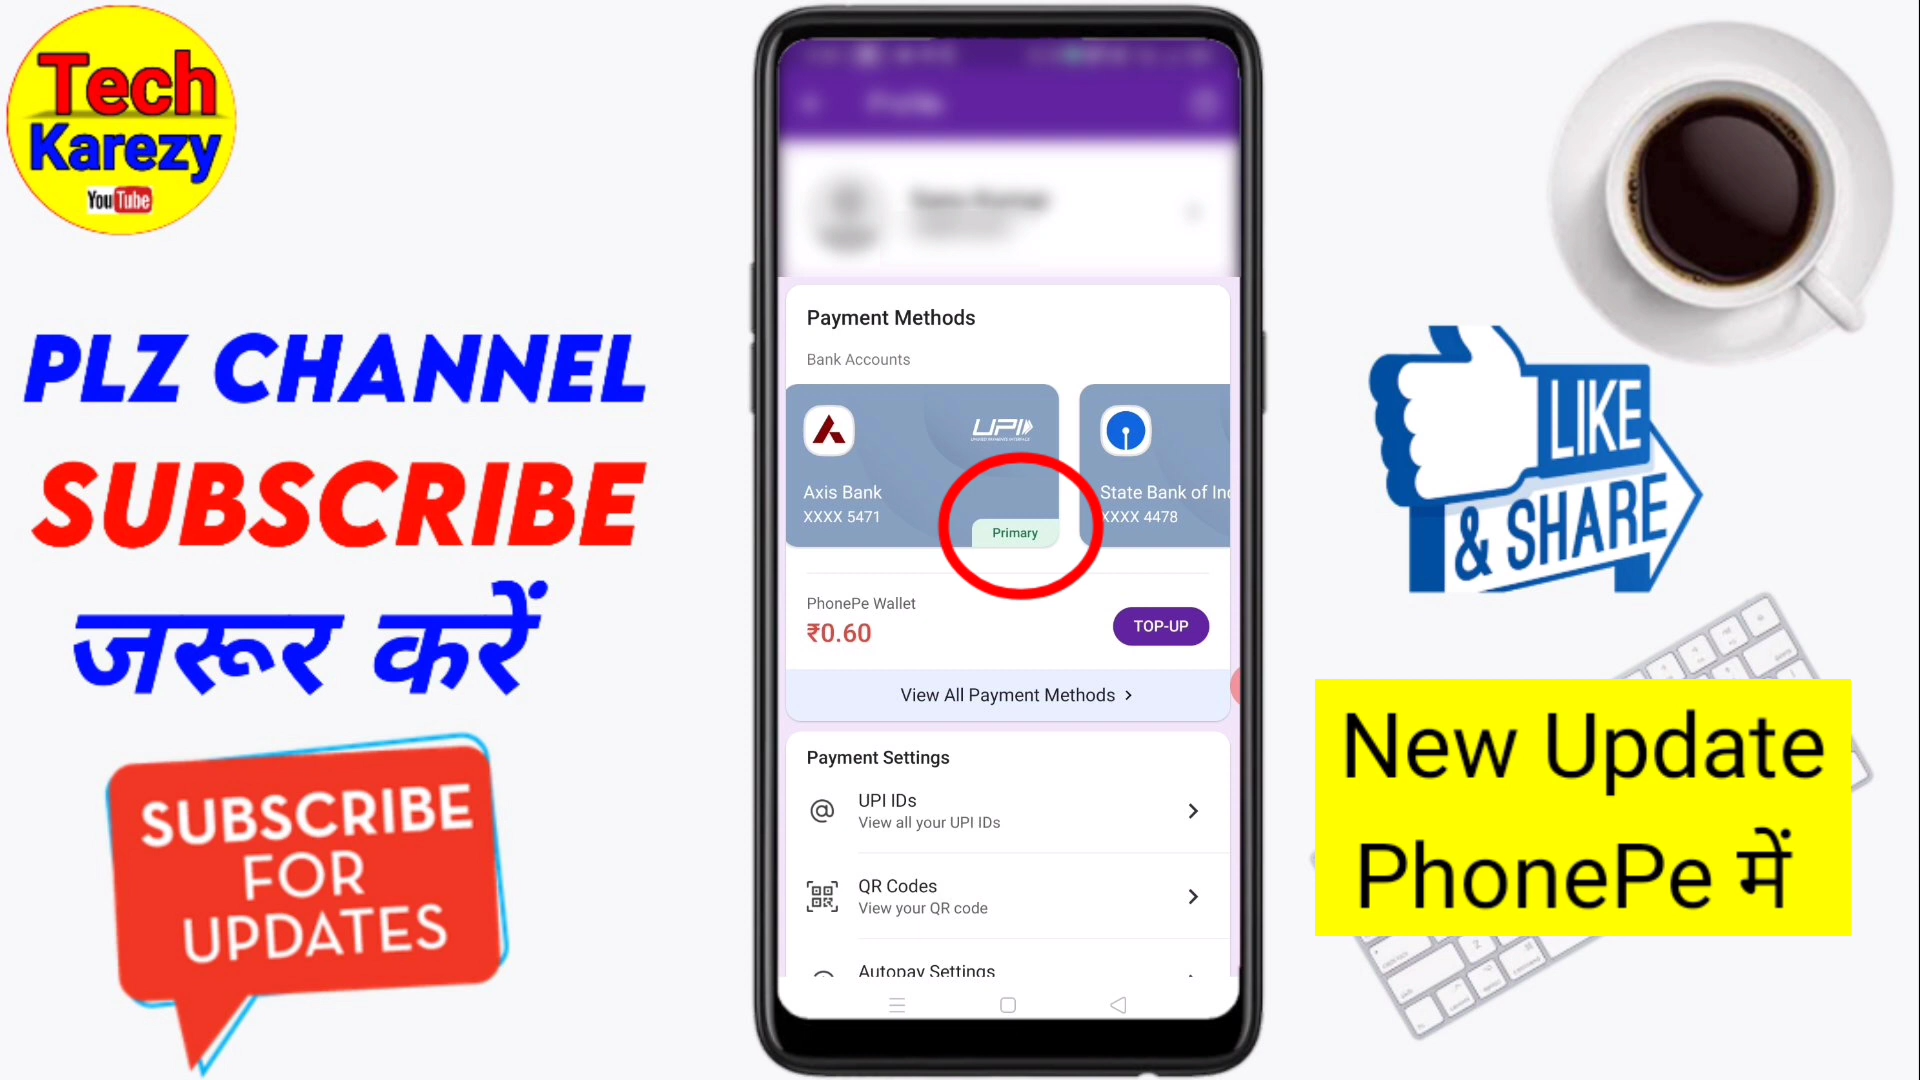 Tech
Karezy
YouTube
PLZ CHANNEL
SUBSCRIBE
जरूर करें
SUBSCRIBE
FOR
UPDATES
Payment Methods
Bank Accounts
UPI
Axis Bank
XXXX 5471
Primary
State Bank of Ind
XXXX 4478
PhonePe Wallet
₹0.60
TOP-UP
View All Payment Methods >
Payment Settings
UPI IDs
View all your UPI IDs
QR Codes
View your QR code
Autopay Settings
LIKE
& SHARE
New Update
PhonePe में